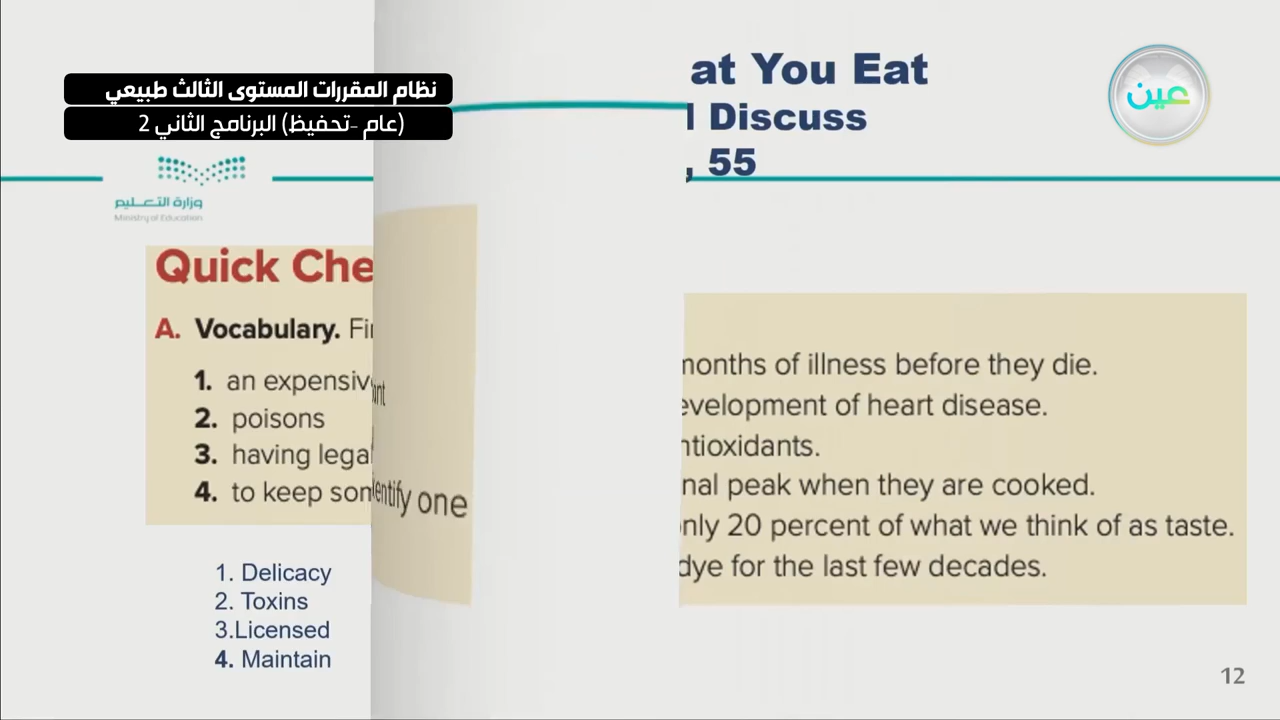 نظام المقررات المستوى الثالث طبيعي
(عام -تحفيظ) البرنامج الثاني 2
عين
وزارة التعـــليم
Ministry of Education
at You Eat
Discuss
, 55
Quick Che
A. Vocabulary. Fi
1. an expensiv
2. poisons
3. having lega
4. to keep som
entify one
months of illness before they die.
evelopment of heart disease.
ntioxidants.
nal peak when they are cooked.
only 20 percent of what we think of as taste.
dye for the last few decades.
1. Delicacy
2. Toxins
3.Licensed
4. Maintain
12